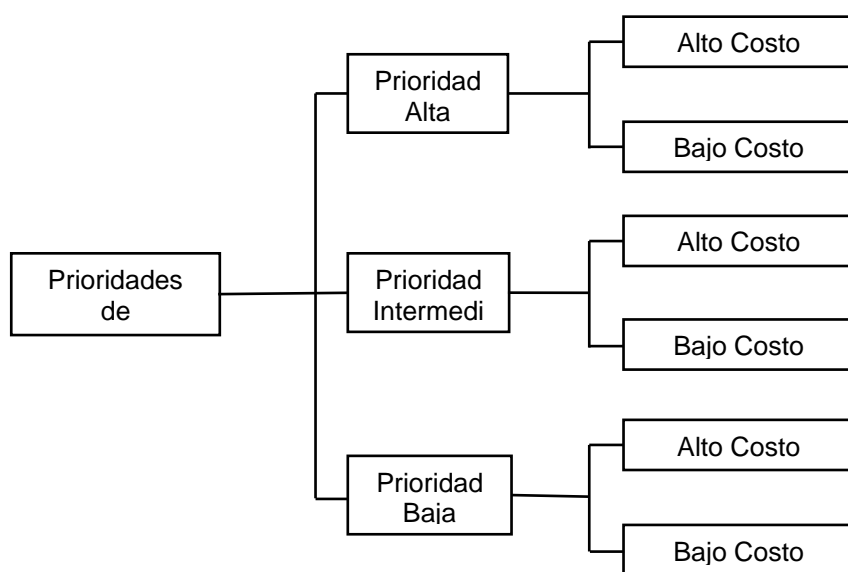 Alto Costo
Prioridad
Alta
Bajo Costo
Alto Costo
Prioridades
de
Prioridad
Intermedi
Bajo Costo
Alto Costo
Prioridad
Baja
Bajo Costo